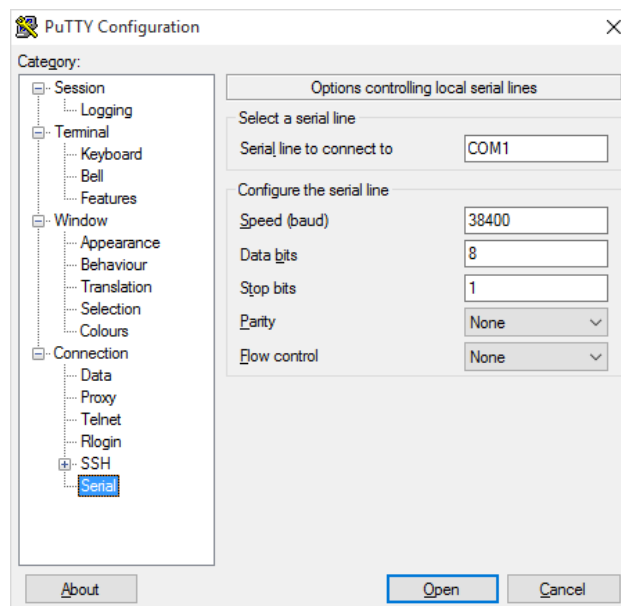 PuTTY Configuration
Category:
Session
Logging
Terminal
Keyboard
Bell
Features
Window
Appearance
Behaviour
Translation
Selection
Colours
Connection
Data
Proxy
Telnet
Rlogin
SSH
Serial
Options controlling local serial lines
Select a serial line
Serial line to connect to COM1
Configure the serial line
Speed (baud) 38400
Data bits 8
Stop bits 1
Parity None
Flow control None
About Open Cancel